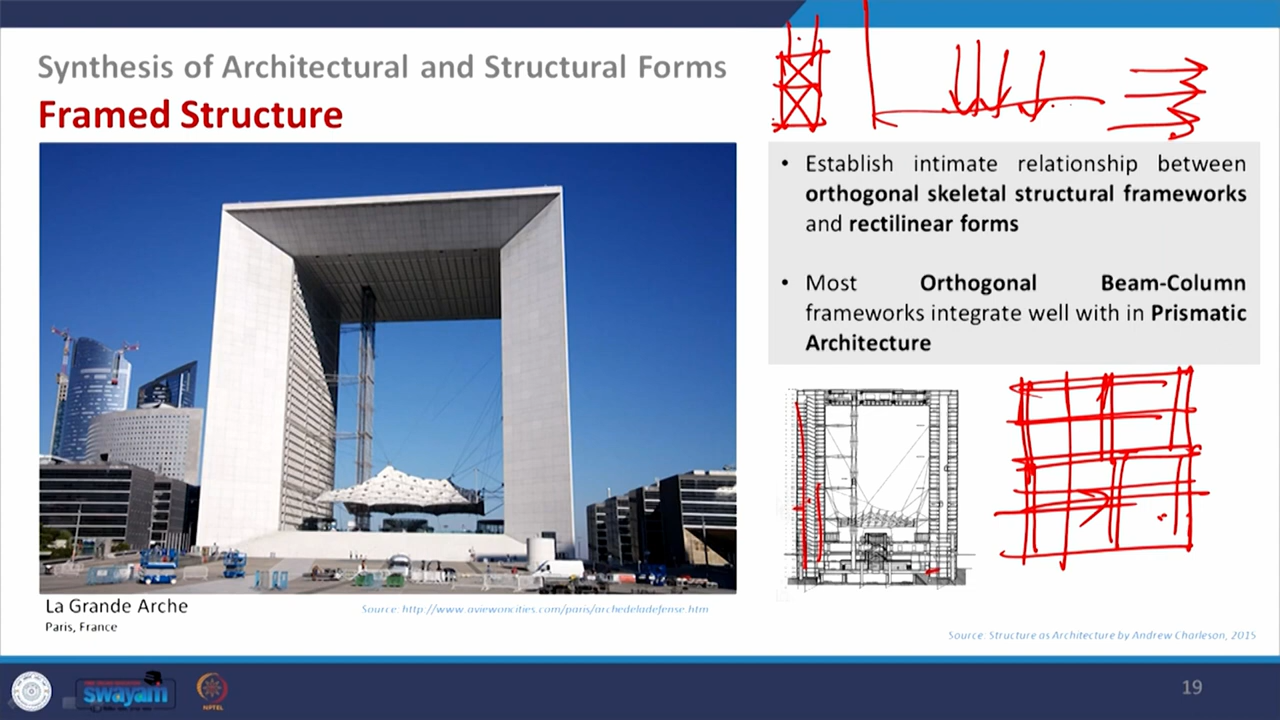 Synthesis of Architectural and Structural Forms
Framed Structure
• Establish intimate relationship between
orthogonal skeletal structural frameworks
and rectilinear forms
• Most Orthogonal Beam-Column
frameworks integrate well with in Prismatic
Architecture
La Grande Arche
Paris, France
Source: http://www.aviewoncities.com/paris/archedeladefense.htm
Source: Structure as Architecture by Andrew Charleson, 2015
swayam
NPTEL
19